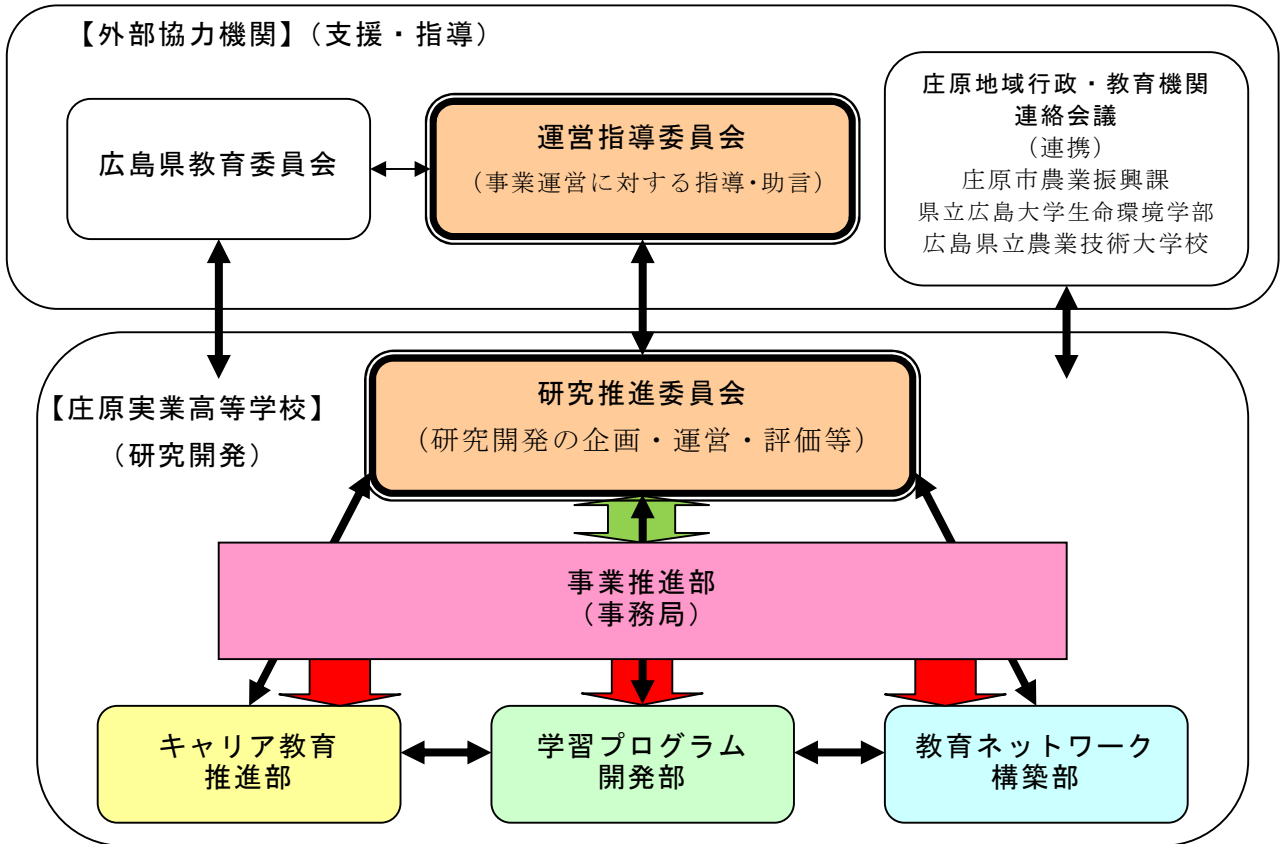 【外部協力機関】(支援・指導)
広島県教育委員会
運営指導委員会
(事業運営に対する指導・助言)
庄原地域行政・教育機関
連絡会議
(連携)
庄原市農業振興課
県立広島大学生命環境学部
広島県立農業技術大学校
【庄原実業高等学校】
(研究開発)
研究推進委員会
(研究開発の企画・運営・評価等)
事業推進部
(事務局)
キャリア教育
推進部
学習プログラム
開発部
教育ネットワーク
構築部